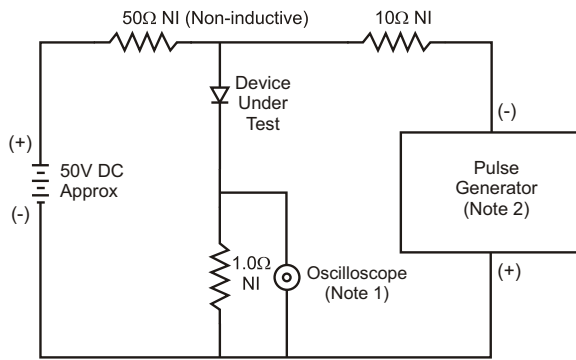 50Ω NI (Non-inductive)
10Ω NI
Device
Under
Test
(-)
(+)
50V DC
Approx
(-)
Pulse
Generator
(Note 2)
1.0Ω
NI
Oscilloscope
(Note 1)
(+)